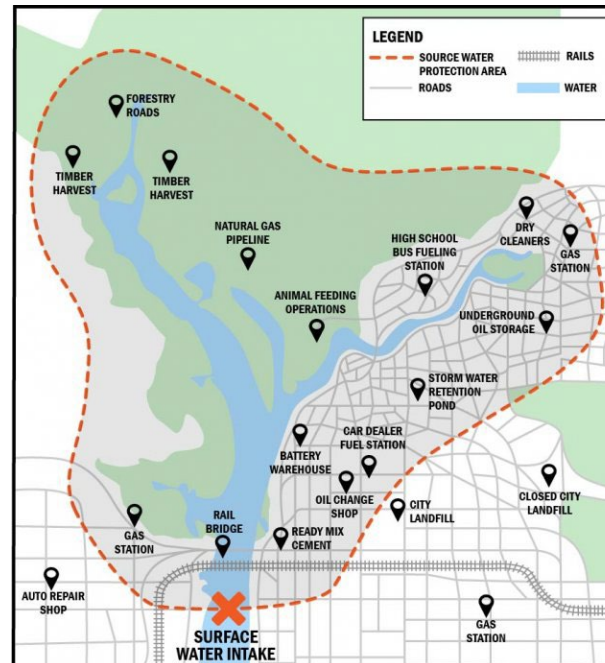 LEGEND
SOURCE WATER
PROTECTION AREA
RAILS
ROADS
WATER
FORESTRY
ROADS
TIMBER
HARVEST
TIMBER
HARVEST
NATURAL GAS
PIPELINE
HIGH SCHOOL
BUS FUELING
STATION
DRY
CLEANERS
GAS
STATION
ANIMAL FEEDING
OPERATIONS
UNDERGROUND
OIL STORAGE
STORM WATER
RETENTION
POND
BATTERY
WAREHOUSE
CAR DEALER
FUEL STATION
OIL CHANGE
SHOP
CITY
LANDFILL
CLOSED CITY
LANDFILL
GAS
STATION
RAIL
BRIDGE
READY MIX
CEMENT
AUTO REPAIR
SHOP
GAS
STATION
SURFACE
WATER INTAKE